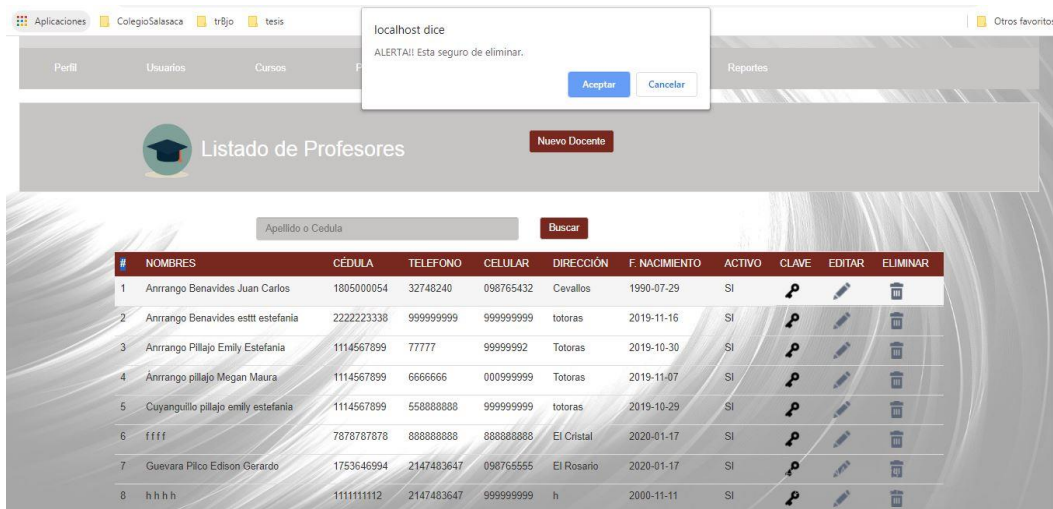 Aplicaciones ColegioSalasaca trBjo tesis Otros favoritos
localhost dice
ALERTA!! Esta seguro de eliminar.
Aceptar Cancelar
Perfil Usuarios Cursos Reportes
Listado de Profesores Nuevo Docente
Apellido o Cedula Buscar
# NOMBRES CÉDULA TELEFONO CELULAR DIRECCIÓN F. NACIMIENTO ACTIVO CLAVE EDITAR ELIMINAR
1 Anrrango Benavides Juan Carlos 1805000054 32748240 098765432 Cevallos 1990-07-29 SI
2 Anrrango Benavides esttt estefania 2222223338 999999999 999999999 totoras 2019-11-16 SI
3 Anrrango Pillajo Emily Estefania 1114567899 77777 99999992 Totoras 2019-10-30 SI
4 Ánrrango pillajo Megan Maura 1114567899 6666666 000999999 Totoras 2019-11-07 SI
5 Cuyanguillo pillajo emily estefania 1114567899 558888888 999999999 totoras 2019-10-29 SI
6 f f f f 7878787878 888888888 888888888 El Cristal 2020-01-17 SI
7 Guevara Pilco Edison Gerardo 1753646994 2147483647 098765555 El Rosario 2020-01-17 SI
8 h h h h 1111111112 2147483647 999999999 h 2000-11-11 SI